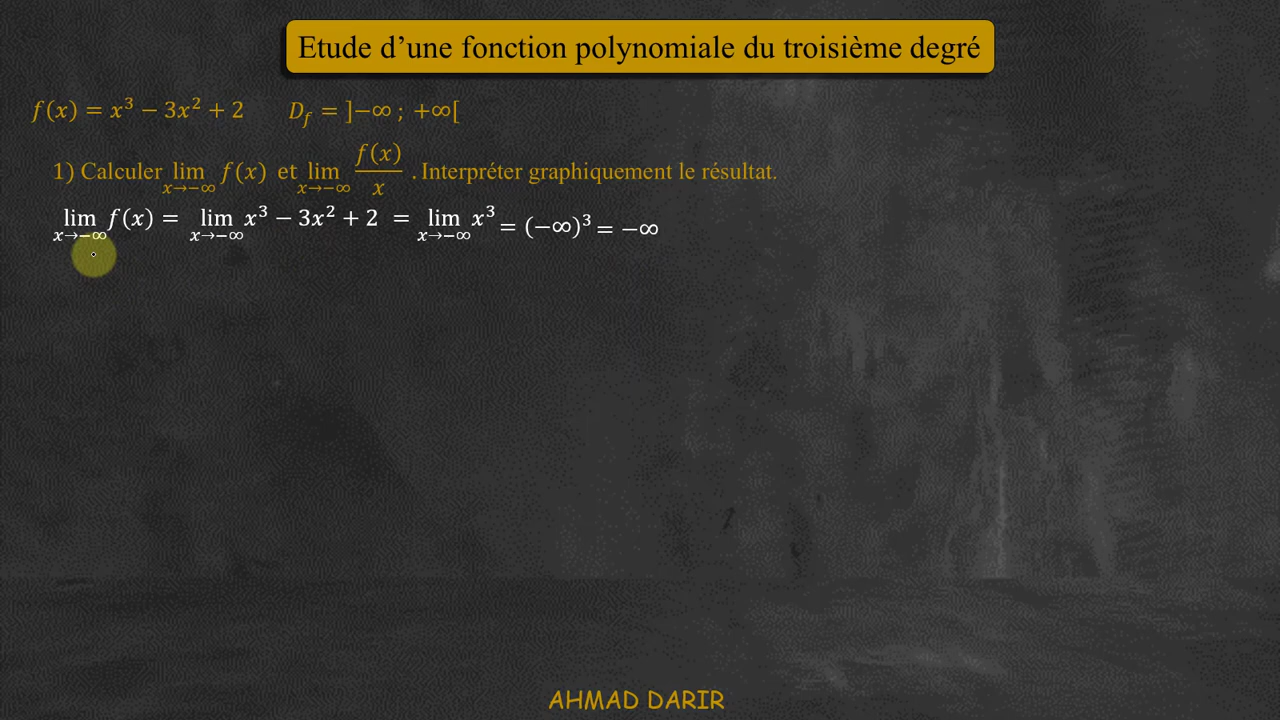 Etude d’une fonction polynomiale du troisième degré
f(x) = x³ − 3x² + 2 D_f = ]−∞ ; +∞[
1) Calculer lim_{x→−∞} f(x) et lim_{x→−∞} f(x)/x . Interpréter graphiquement le résultat.
lim_{x→−∞} f(x) = lim_{x→−∞} x³ − 3x² + 2 = lim_{x→−∞} x³ = (−∞)³ = −∞
AHMAD DARIR